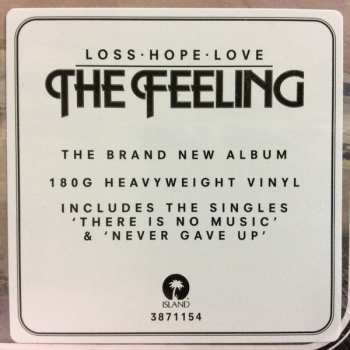 LOSS·HOPE·LOVE
THE FEELING
THE BRAND NEW ALBUM
180G HEAVYWEIGHT VINYL
INCLUDES THE SINGLES
‘THERE IS NO MUSIC’
& ‘NEVER GAVE UP’
ISLAND
3871154